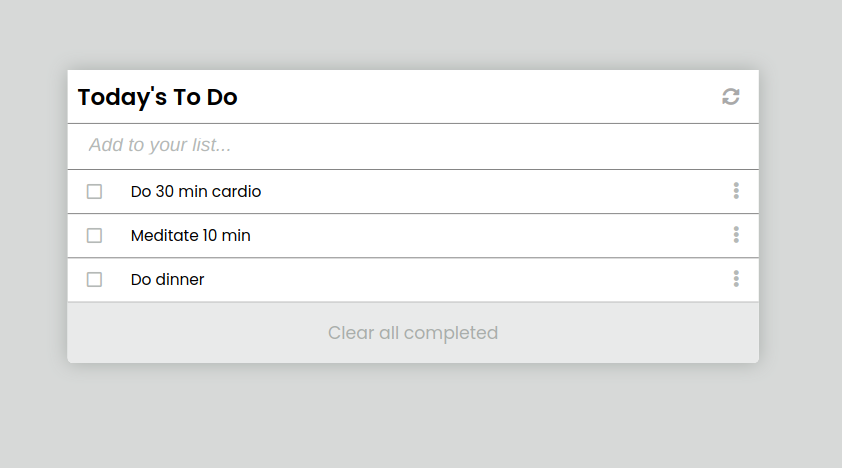 Today's To Do
Add to your list...
Do 30 min cardio
Meditate 10 min
Do dinner
Clear all completed